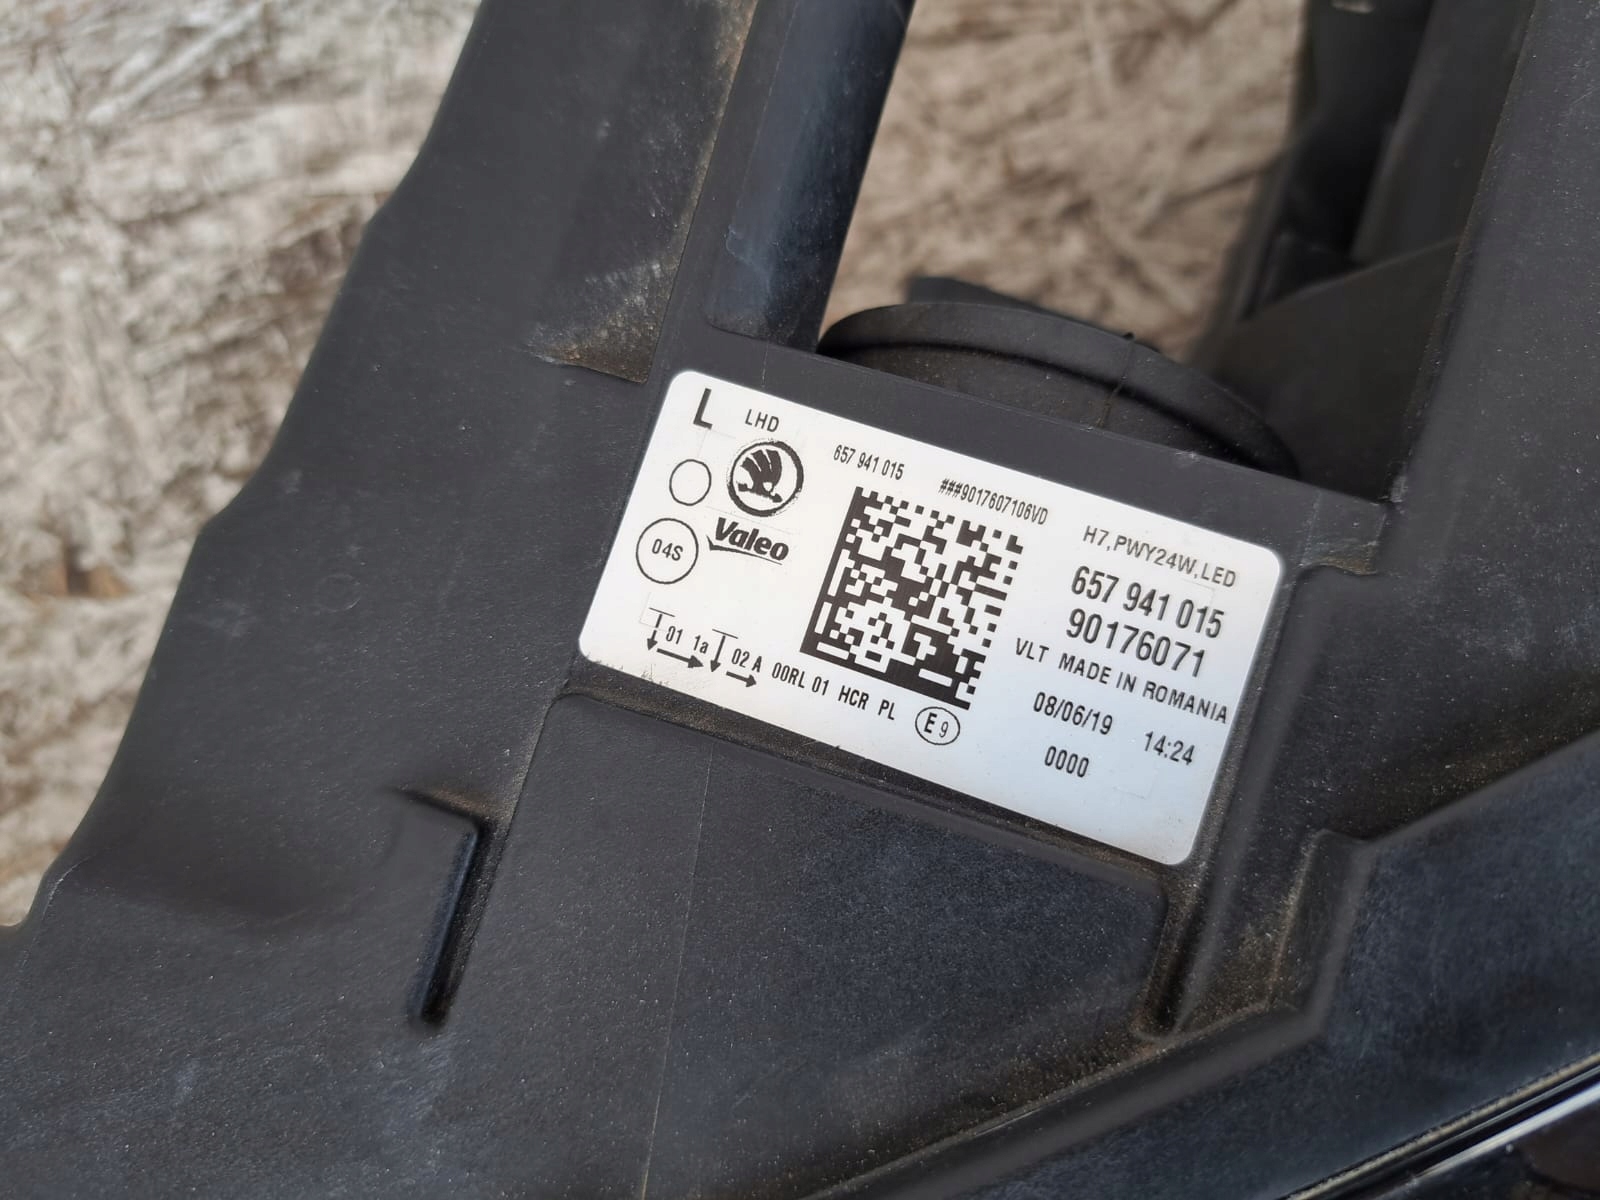 L LHD
657 941 015 ###9017607106VD
Valeo
04S
H7,PWY24W,LED
657 941 015
90176071
VLT MADE IN ROMANIA
08/06/19 14:24
0000
01 1a 02 A 00RL 01 HCR PL E9